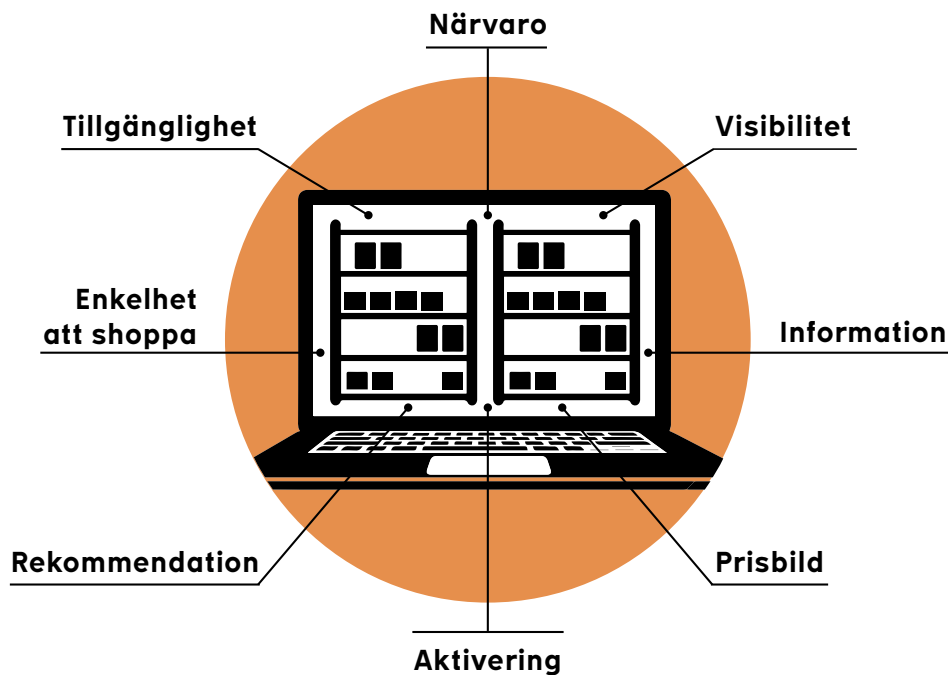 Närvaro
Tillgänglighet
Visibilitet
Enkelhet
att shoppa
Information
Rekommendation
Prisbild
Aktivering